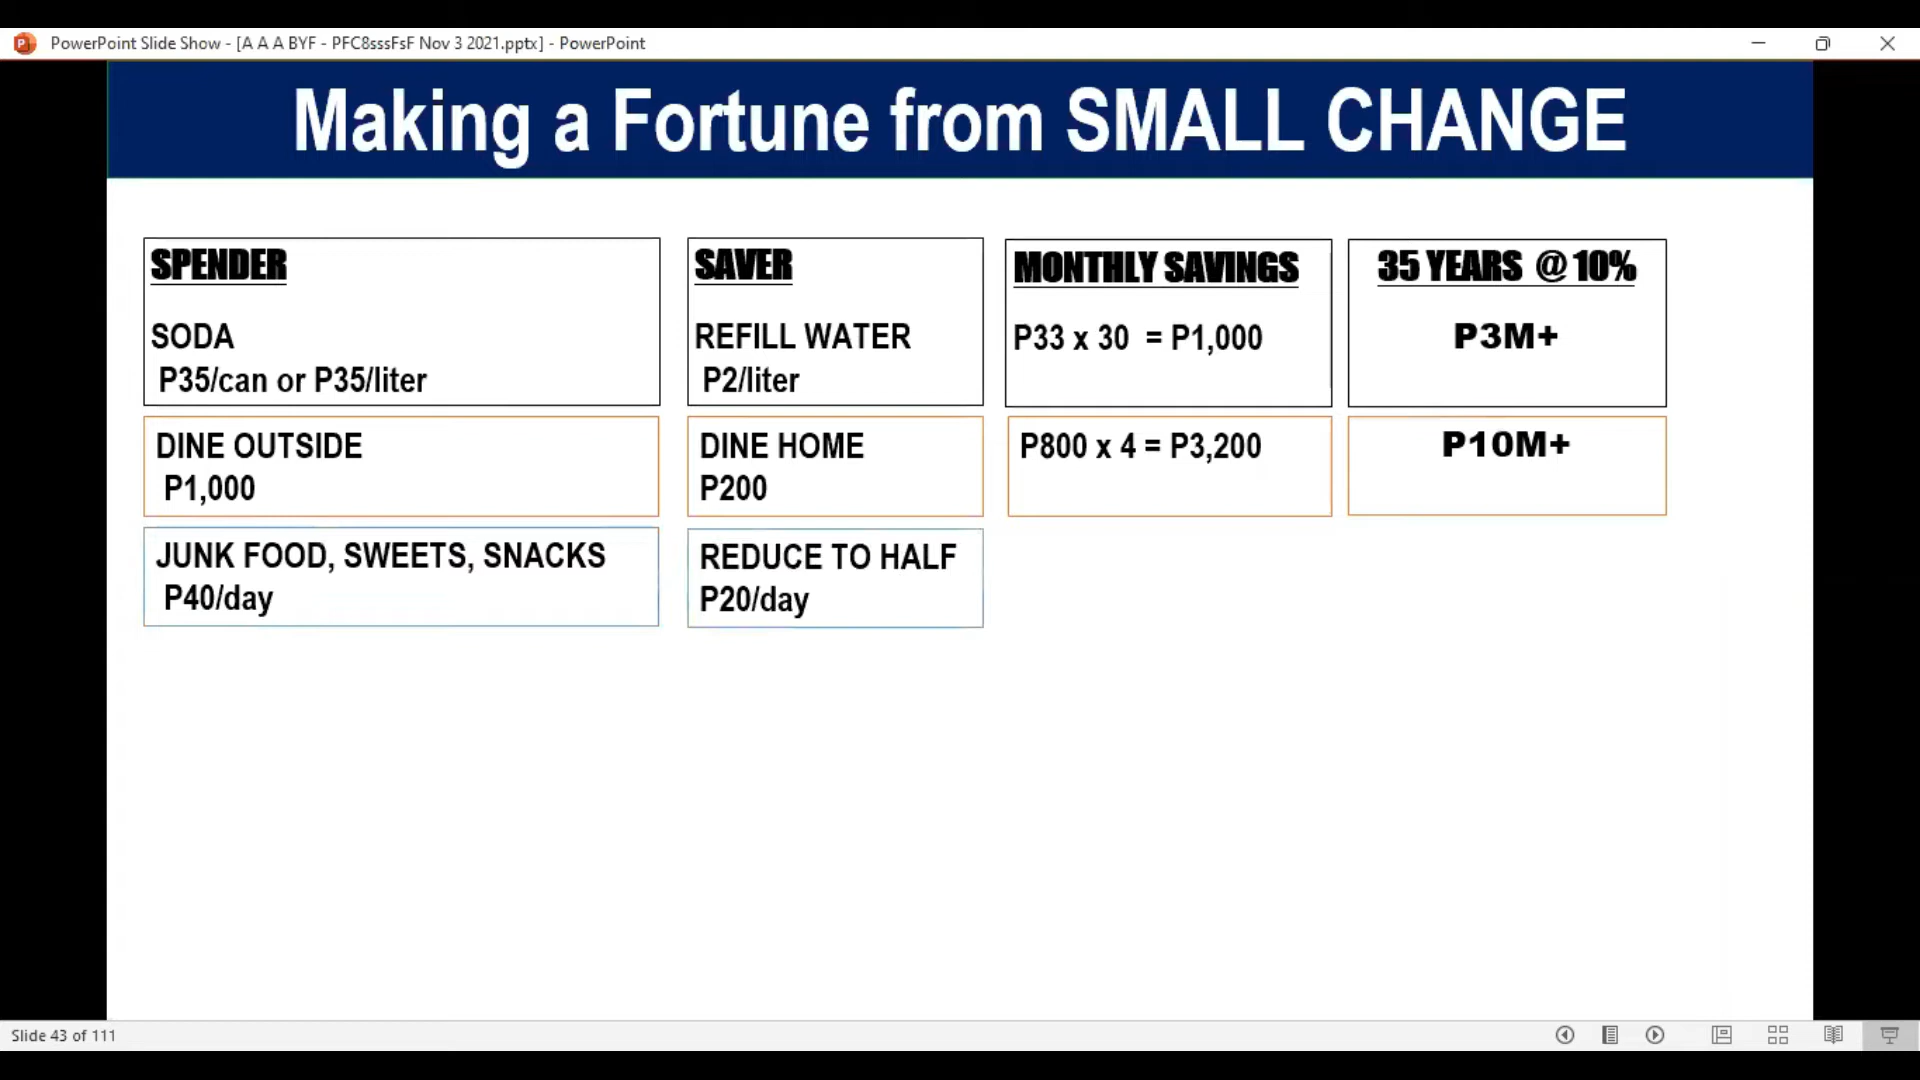 PowerPoint Slide Show - [A A A BYF - PFC8sssFsF Nov 3 2021.pptx] - PowerPoint
Making a Fortune from SMALL CHANGE
SPENDER
SODA
P35/can or P35/liter
SAVER
REFILL WATER
P2/liter
MONTHLY SAVINGS
P33 x 30 = P1,000
35 YEARS @ 10%
P3M+
DINE OUTSIDE
P1,000
DINE HOME
P200
P800 x 4 = P3,200
P10M+
JUNK FOOD, SWEETS, SNACKS
P40/day
REDUCE TO HALF
P20/day
Slide 43 of 111